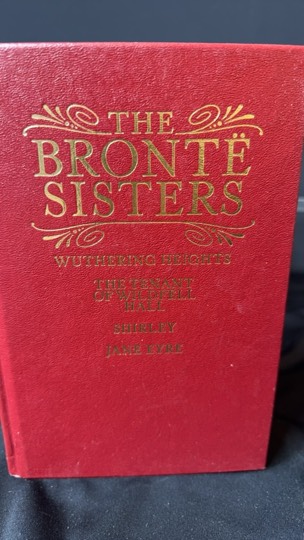 THE
BRONTË
SISTERS
WUTHERING HEIGHTS
THE TENANT
OF WILDFELL
HALL
SHIRLEY
JANE EYRE